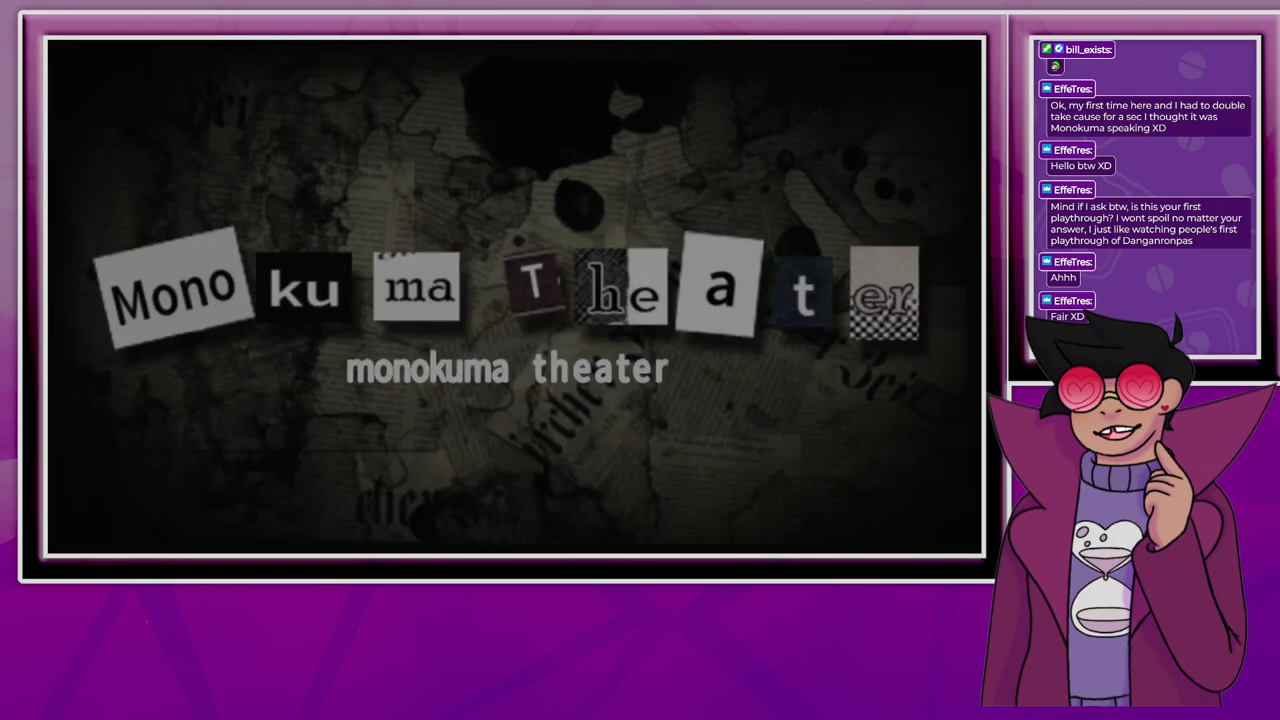 Mono ku ma T he a t er
monokuma theater
bill_exists:
EffeTres:
Ok, my first time here and I had to double
take cause for a sec I thought it was
Monokuma speaking XD
EffeTres:
Hello btw XD
EffeTres:
Mind if I ask btw, is this your first
playthrough? I wont spoil no matter your
answer, I just like watching people's first
playthrough of Danganronpas
EffeTres:
Ahhh
EffeTres:
Fair XD